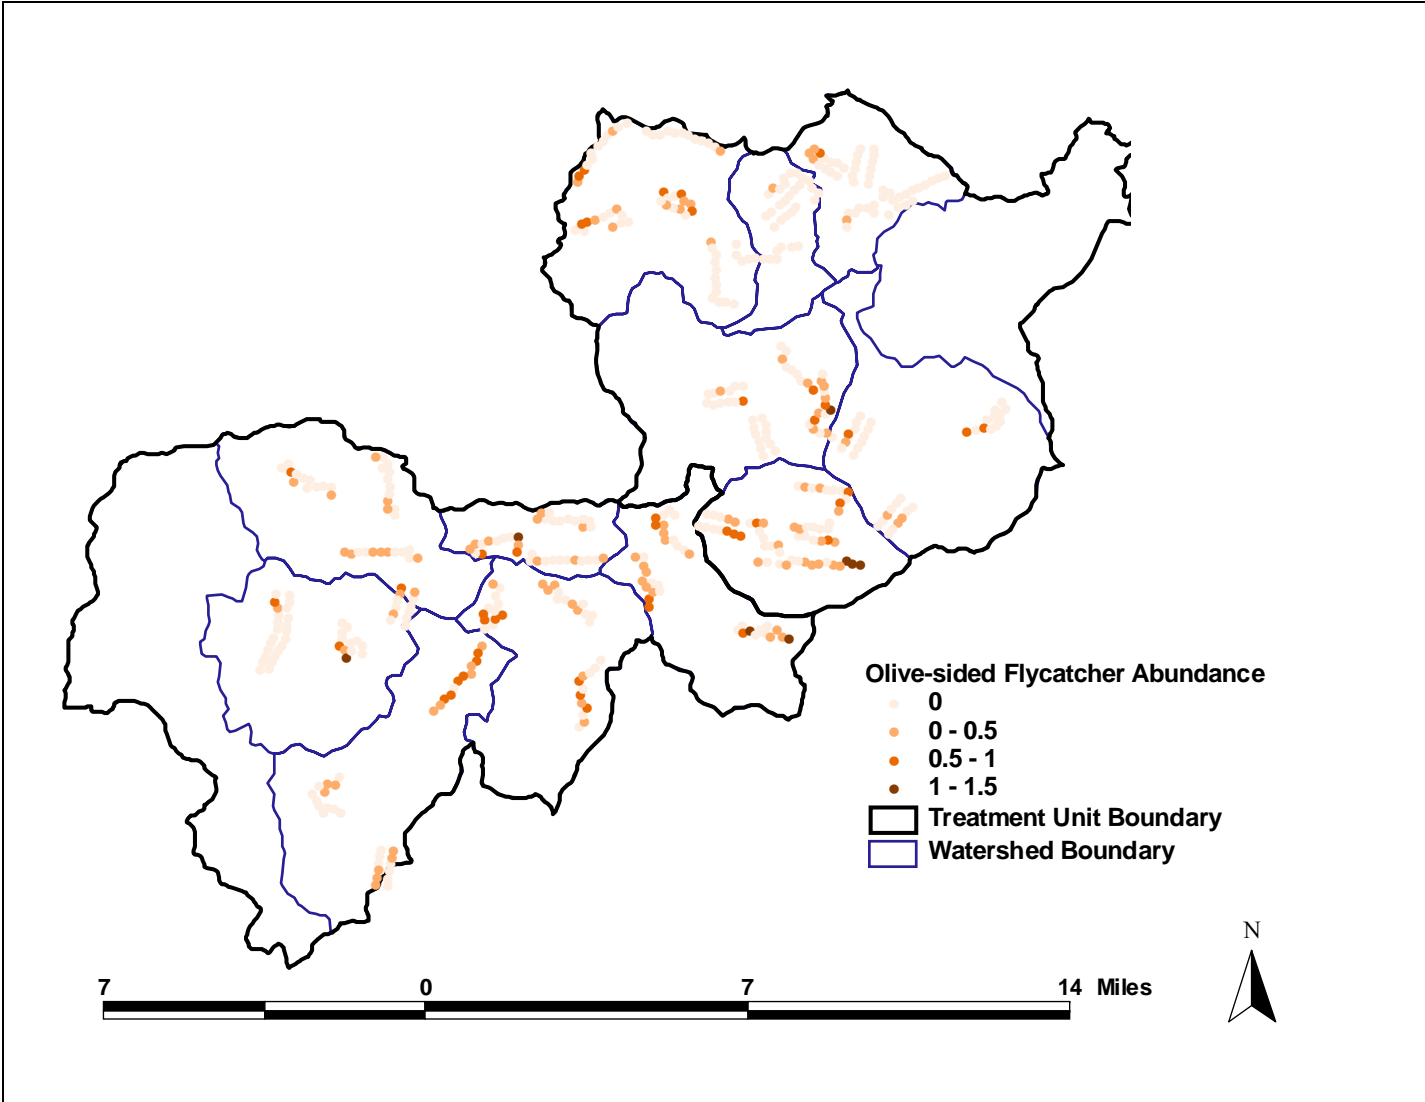 Olive-sided Flycatcher Abundance
0
0 - 0.5
0.5 - 1
1 - 1.5
Treatment Unit Boundary
Watershed Boundary
N
7 0 7 14 Miles